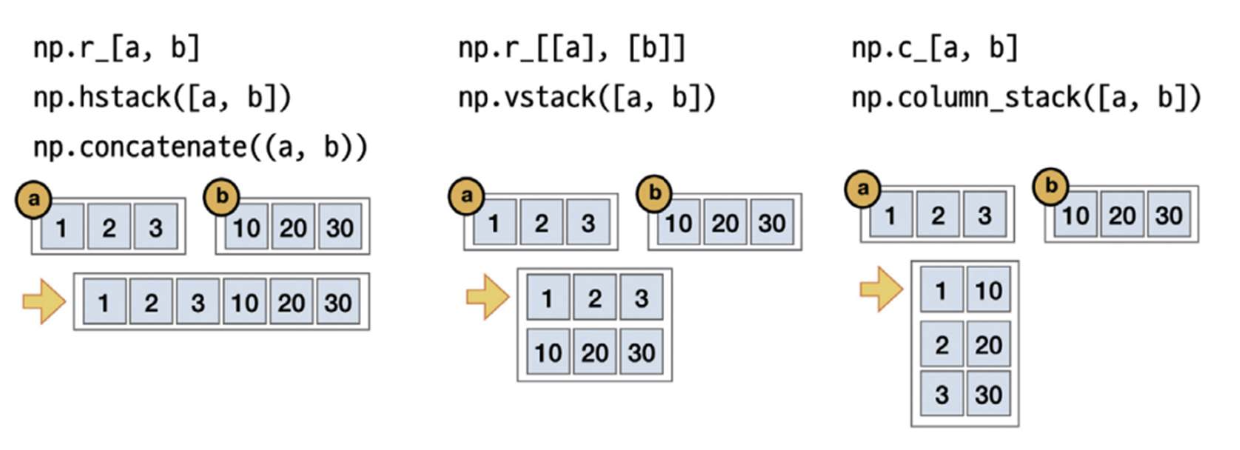 np.r_[a, b]
np.hstack([a, b])
np.concatenate((a, b))
a
b
1 2 3
10 20 30
1 2 3 10 20 30
np.r_[[a], [b]]
np.vstack([a, b])
a
b
1 2 3
10 20 30
1 2 3
10 20 30
np.c_[a, b]
np.column_stack([a, b])
a
b
1 2 3
10 20 30
1 10
2 20
3 30